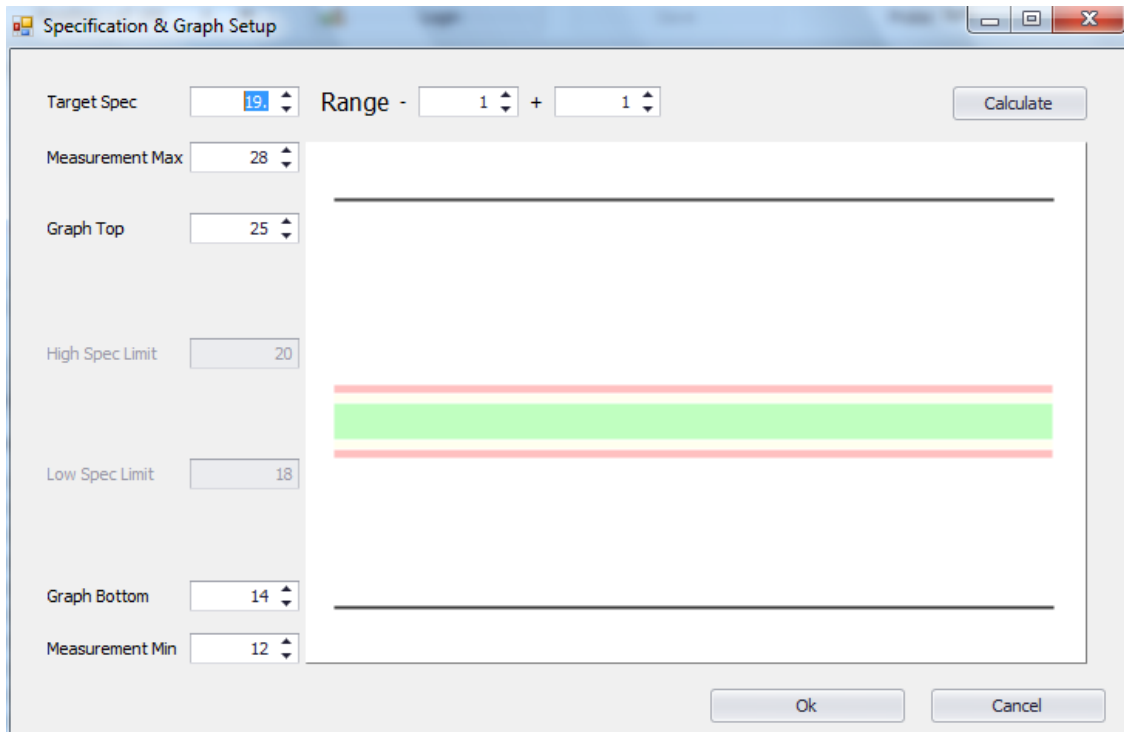 Specification & Graph Setup
Target Spec 19. Range - 1 + 1 Calculate
Measurement Max 28
Graph Top 25
High Spec Limit 20
Low Spec Limit 18
Graph Bottom 14
Measurement Min 12
Ok Cancel